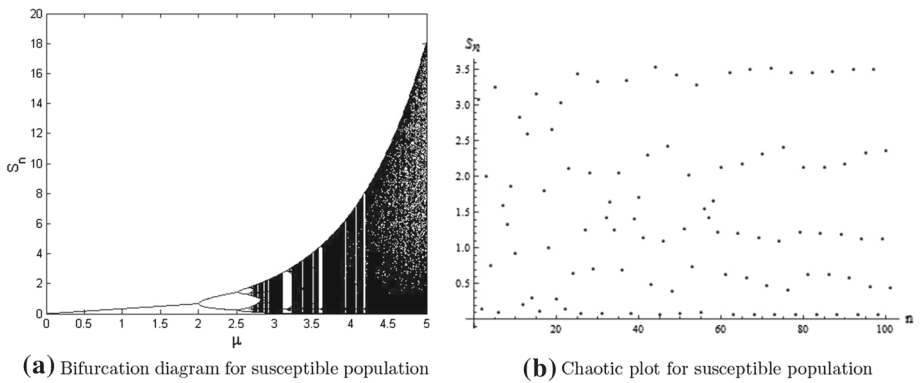 20
18
16
14
12
10
8
6
4
2
0
S_n
0 0.5 1 1.5 2 2.5 3 3.5 4 4.5 5
μ
(a) Bifurcation diagram for susceptible population
S_n
3.5
3.0
2.5
2.0
1.5
1.0
0.5
20 40 60 80 100 n
(b) Chaotic plot for susceptible population